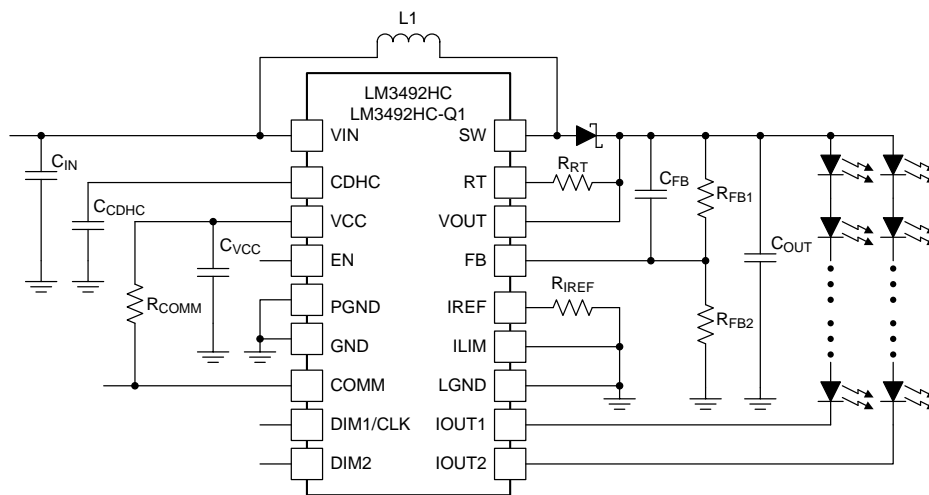 L1
LM3492HC
LM3492HC-Q1
VIN
SW
CIN
CDHC
RT
RRT
CFB
RFB1
CCDHC
VCC
VOUT
CVCC
EN
FB
COUT
RCOMM
PGND
IREF
RIREF
RFB2
GND
ILIM
COMM
LGND
DIM1/CLK
IOUT1
DIM2
IOUT2